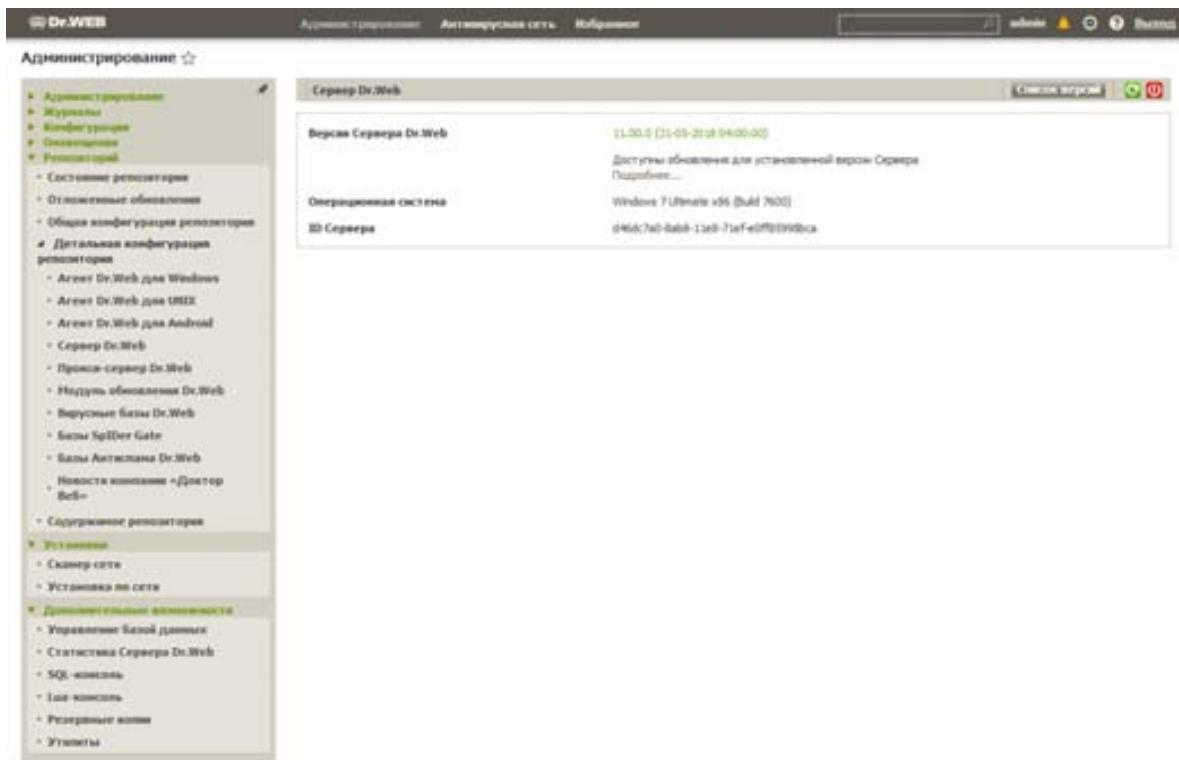 Dr.WEB
Администрирование Антивирусная сеть Избранное
admin Выход
Администрирование
Администрирование
Журналы
Конфигурация
Оповещения
Репозиторий
Состояние репозитория
Отложенные обновления
Общая конфигурация репозитория
Детальная конфигурация
репозитория
Агент Dr.Web для Windows
Агент Dr.Web для UNIX
Агент Dr.Web для Android
Сервер Dr.Web
Прокси-сервер Dr.Web
Модуль обновления Dr.Web
Вирусные базы Dr.Web
Базы SpIDer Gate
Базы Антиспама Dr.Web
Новости компании «Доктор
Веб»
Содержимое репозитория
Установка
Сканер сети
Установка по сети
Дополнительные возможности
Управление базой данных
Статистика Сервера Dr.Web
SQL-консоль
Lua-консоль
Резервные копии
Утилиты
Сервер Dr.Web Список версий
Версия Сервера Dr.Web 11.00.0 (21-05-2018 04:00:00)
Доступны обновления для установленной версии Сервера
Подробнее...
Операционная система Windows 7 Ultimate x86 (Build 7600)
ID Сервера